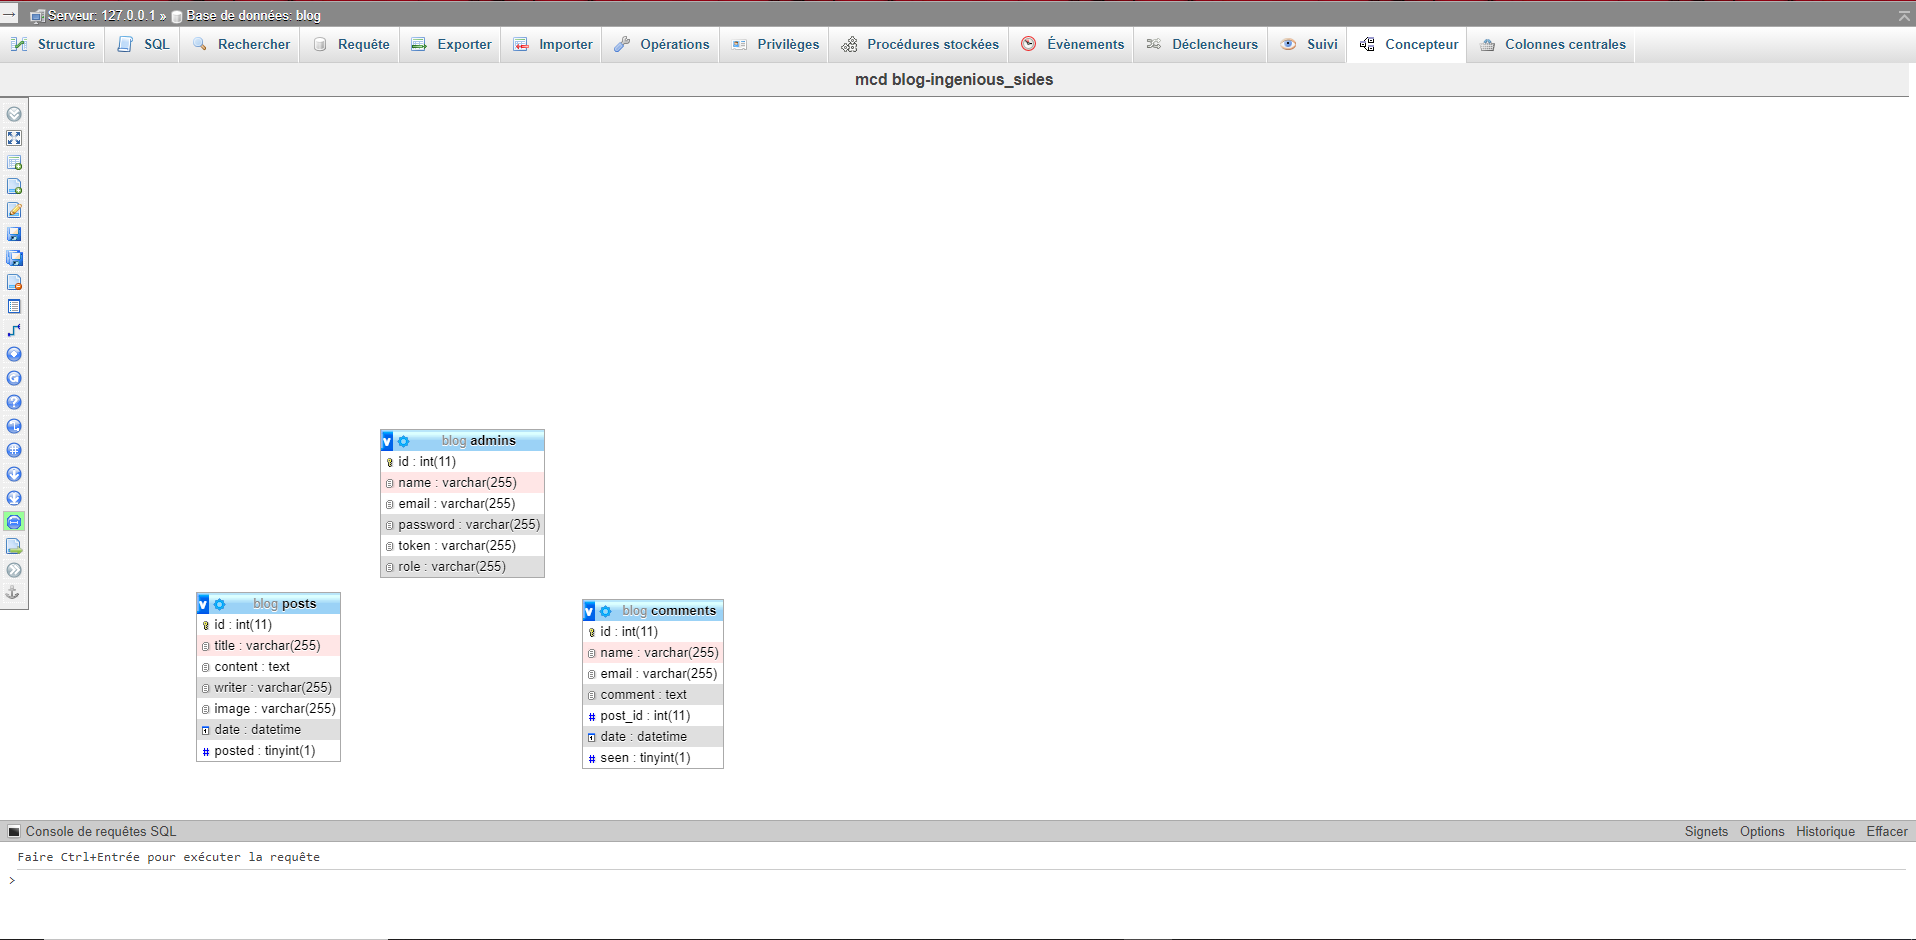 Serveur: 127.0.0.1 » Base de données: blog
Structure SQL Rechercher Requête Exporter Importer Opérations Privilèges Procédures stockées Évènements Déclencheurs Suivi Concepteur Colonnes centrales
mcd blog-ingenious_sides
v blog admins
id : int(11)
name : varchar(255)
email : varchar(255)
password : varchar(255)
token : varchar(255)
role : varchar(255)
v blog posts
id : int(11)
title : varchar(255)
content : text
writer : varchar(255)
image : varchar(255)
date : datetime
# posted : tinyint(1)
v blog comments
id : int(11)
name : varchar(255)
email : varchar(255)
comment : text
# post_id : int(11)
date : datetime
# seen : tinyint(1)
Console de requêtes SQL Signets Options Historique Effacer
Faire Ctrl+Entrée pour exécuter la requête
>